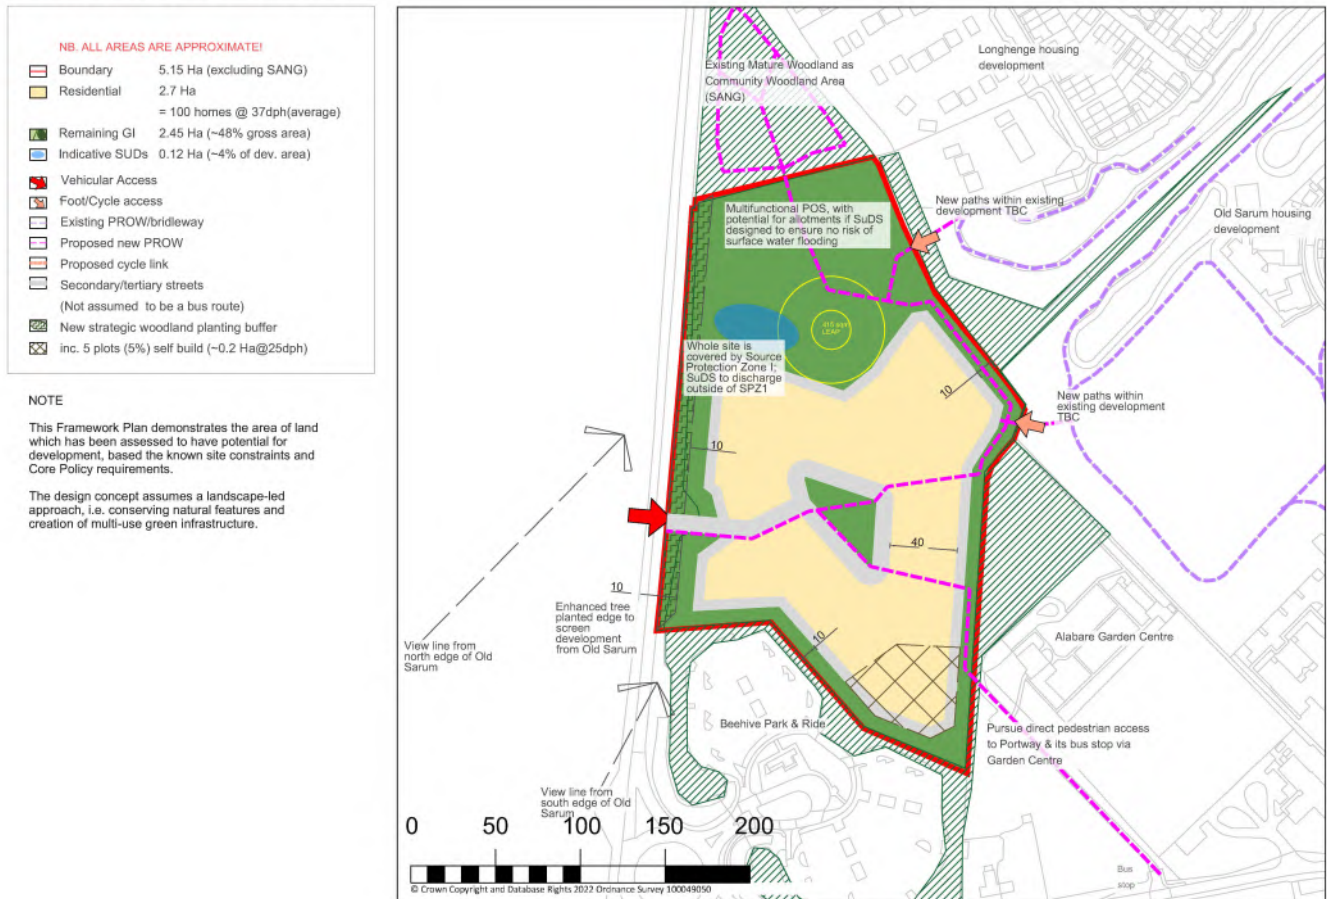 NB. ALL AREAS ARE APPROXIMATE!
Boundary 5.15 Ha (excluding SANG)
Residential 2.7 Ha
= 100 homes @ 37dph(average)
Remaining GI 2.45 Ha (~48% gross area)
Indicative SUDs 0.12 Ha (~4% of dev. area)
Vehicular Access
Foot/Cycle access
Existing PROW/bridleway
Proposed new PROW
Proposed cycle link
Secondary/tertiary streets
(Not assumed to be a bus route)
New strategic woodland planting buffer
inc. 5 plots (5%) self build (~0.2 Ha@25dph)
NOTE
This Framework Plan demonstrates the area of land
which has been assessed to have potential for
development, based the known site constraints and
Core Policy requirements.
The design concept assumes a landscape-led
approach, i.e. conserving natural features and
creation of multi-use green infrastructure.
Longhenge housing
development
Existing Mature Woodland as
Community Woodland Area
(SANG)
New paths within existing
development TBC
Old Sarum housing
development
Multifunctional POS, with
potential for allotments if SuDS
designed to ensure no risk of
surface water flooding
415 sqm
LEAP
Whole site is
covered by Source
Protection Zone I;
SuDS to discharge
outside of SPZ1
10
New paths within
existing development
TBC
10
40
10
Enhanced tree
planted edge to
screen
development
from Old Sarum
10
View line from
north edge of Old
Sarum
Alabare Garden Centre
Beehive Park & Ride
Pursue direct pedestrian access
to Portway & its bus stop via
Garden Centre
View line from
south edge of Old
Sarum
Bus
stop
0 50 100 150 200
© Crown Copyright and Database Rights 2022 Ordnance Survey 100049050